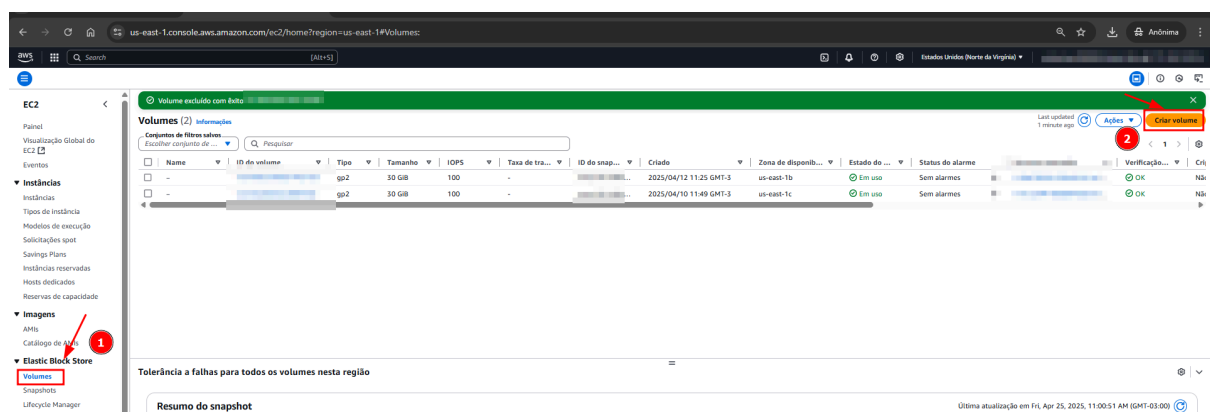 us-east-1.console.aws.amazon.com/ec2/home?region=us-east-1#Volumes:
Anônima
aws
Search
[Alt+S]
Estados Unidos (Norte da Virgínia)
EC2
Painel
Visualização Global do
EC2
Eventos
Instâncias
Instâncias
Tipos de instância
Modelos de execução
Solicitações spot
Savings Plans
Instâncias reservadas
Hosts dedicados
Reservas de capacidade
Imagens
AMIs
Catálogo de AMIs
1
Elastic Block Store
Volumes
Snapshots
Lifecycle Manager
Volume excluído com êxito
Volumes (2) Informações
Last updated
1 minute ago
Ações
Criar volume
2
Conjuntos de filtros salvos
Escolher conjunto de ...
Pesquisar
1
Name ID do volume Tipo Tamanho IOPS Taxa de tra... ID do snap... Criado Zona de disponib... Estado do ... Status do alarme Verificação... Crip
– gp2 30 GiB 100 - ... 2025/04/12 11:25 GMT-3 us-east-1b Em uso Sem alarmes OK Não
– gp2 30 GiB 100 - ... 2025/04/10 11:49 GMT-3 us-east-1c Em uso Sem alarmes OK Não
Tolerância a falhas para todos os volumes nesta região
Resumo do snapshot
Última atualização em Fri, Apr 25, 2025, 11:00:51 AM (GMT-03:00)